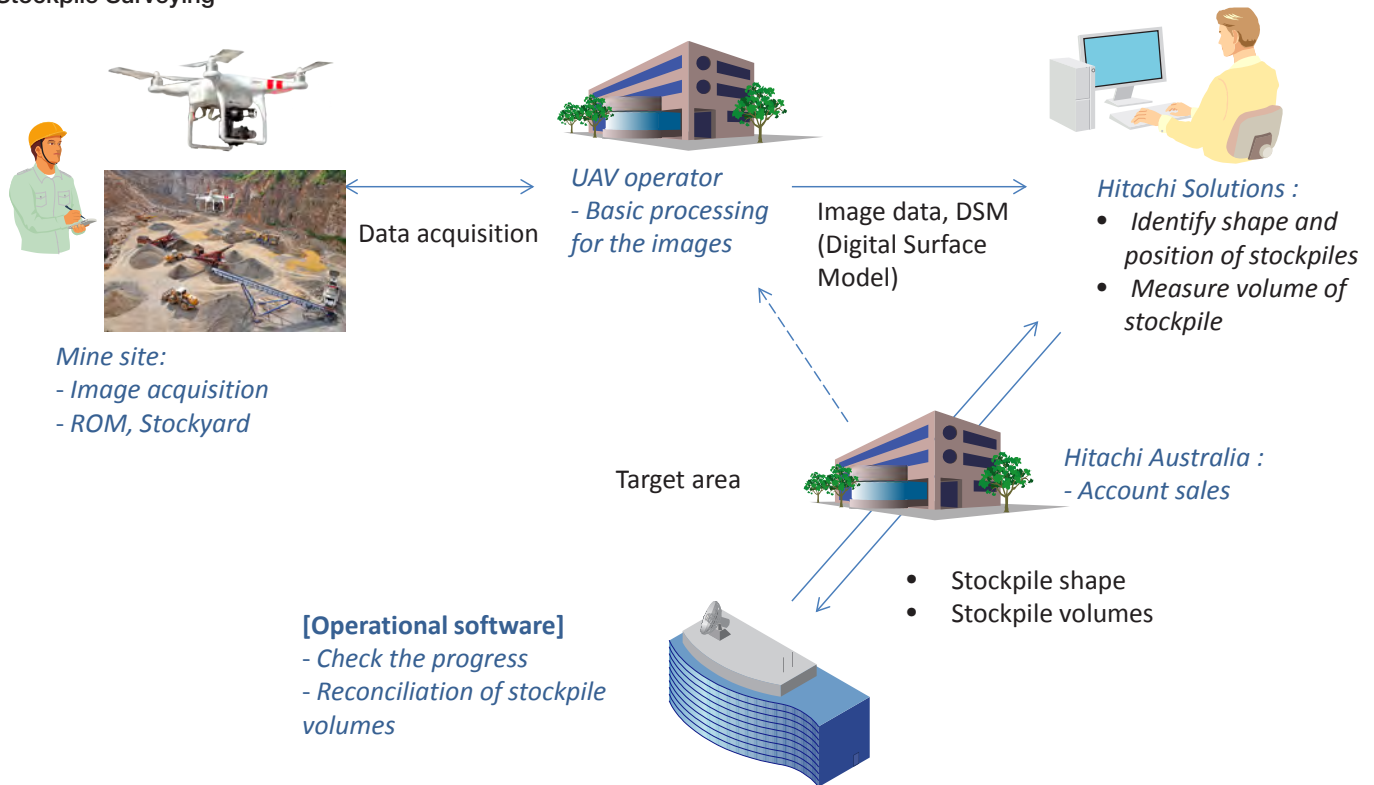 Stockpile Surveying
UAV operator
- Basic processing
for the images
Data acquisition
Image data, DSM
(Digital Surface
Model)
Hitachi Solutions :
• Identify shape and
position of stockpiles
• Measure volume of
stockpile
Mine site:
- Image acquisition
- ROM, Stockyard
Target area
Hitachi Australia :
- Account sales
• Stockpile shape
• Stockpile volumes
[Operational software]
- Check the progress
- Reconciliation of stockpile
volumes